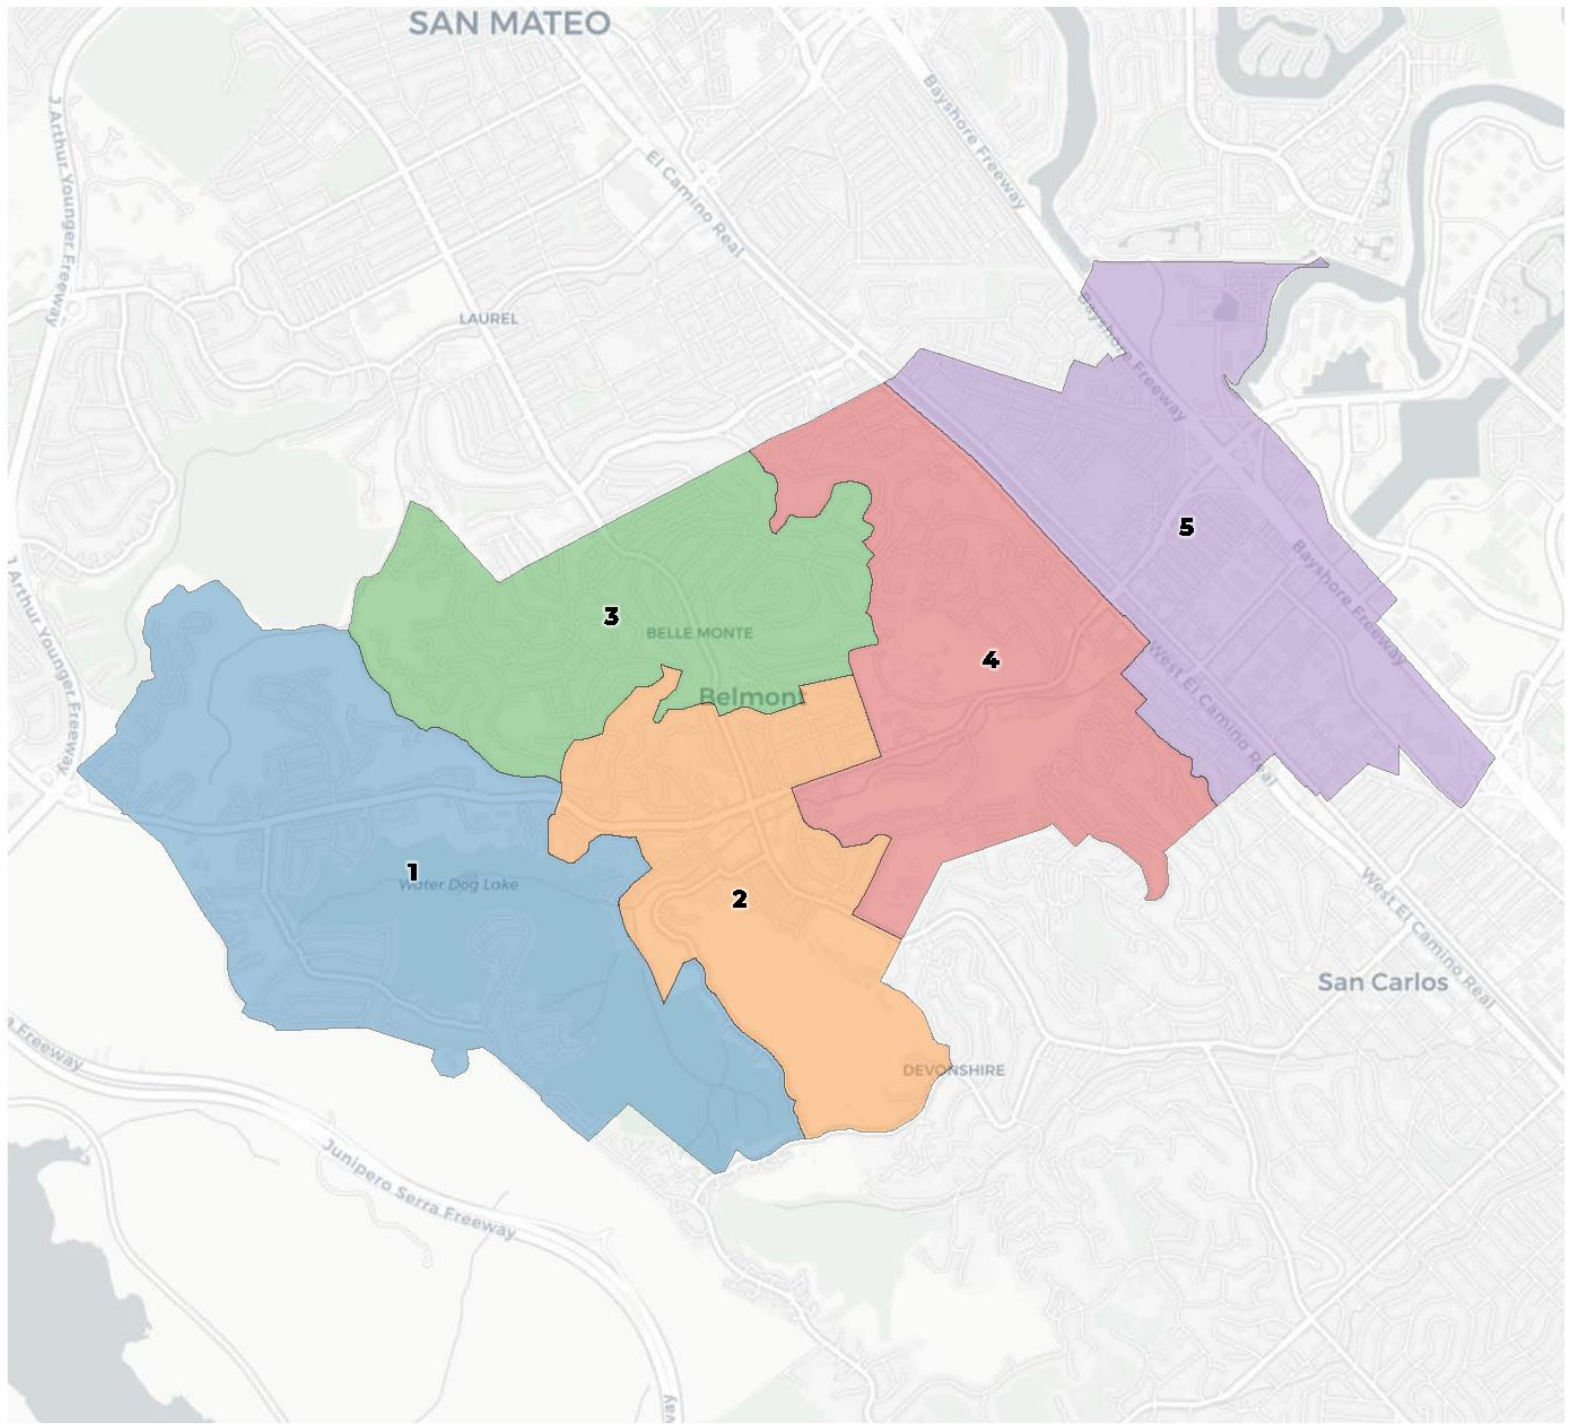 SAN MATEO
J Arthur Younger Freeway
Bayshore Freeway
El Camino Real
LAUREL
Bayshore Freeway
5
3
BELLE MONTE
4
Belmont
Bayshore Freeway
West El Camino Real
J Arthur Younger Freeway
1
Water Dog Lake
2
West El Camino Real
San Carlos
DEVONSHIRE
Freeway
Junipero Serra Freeway